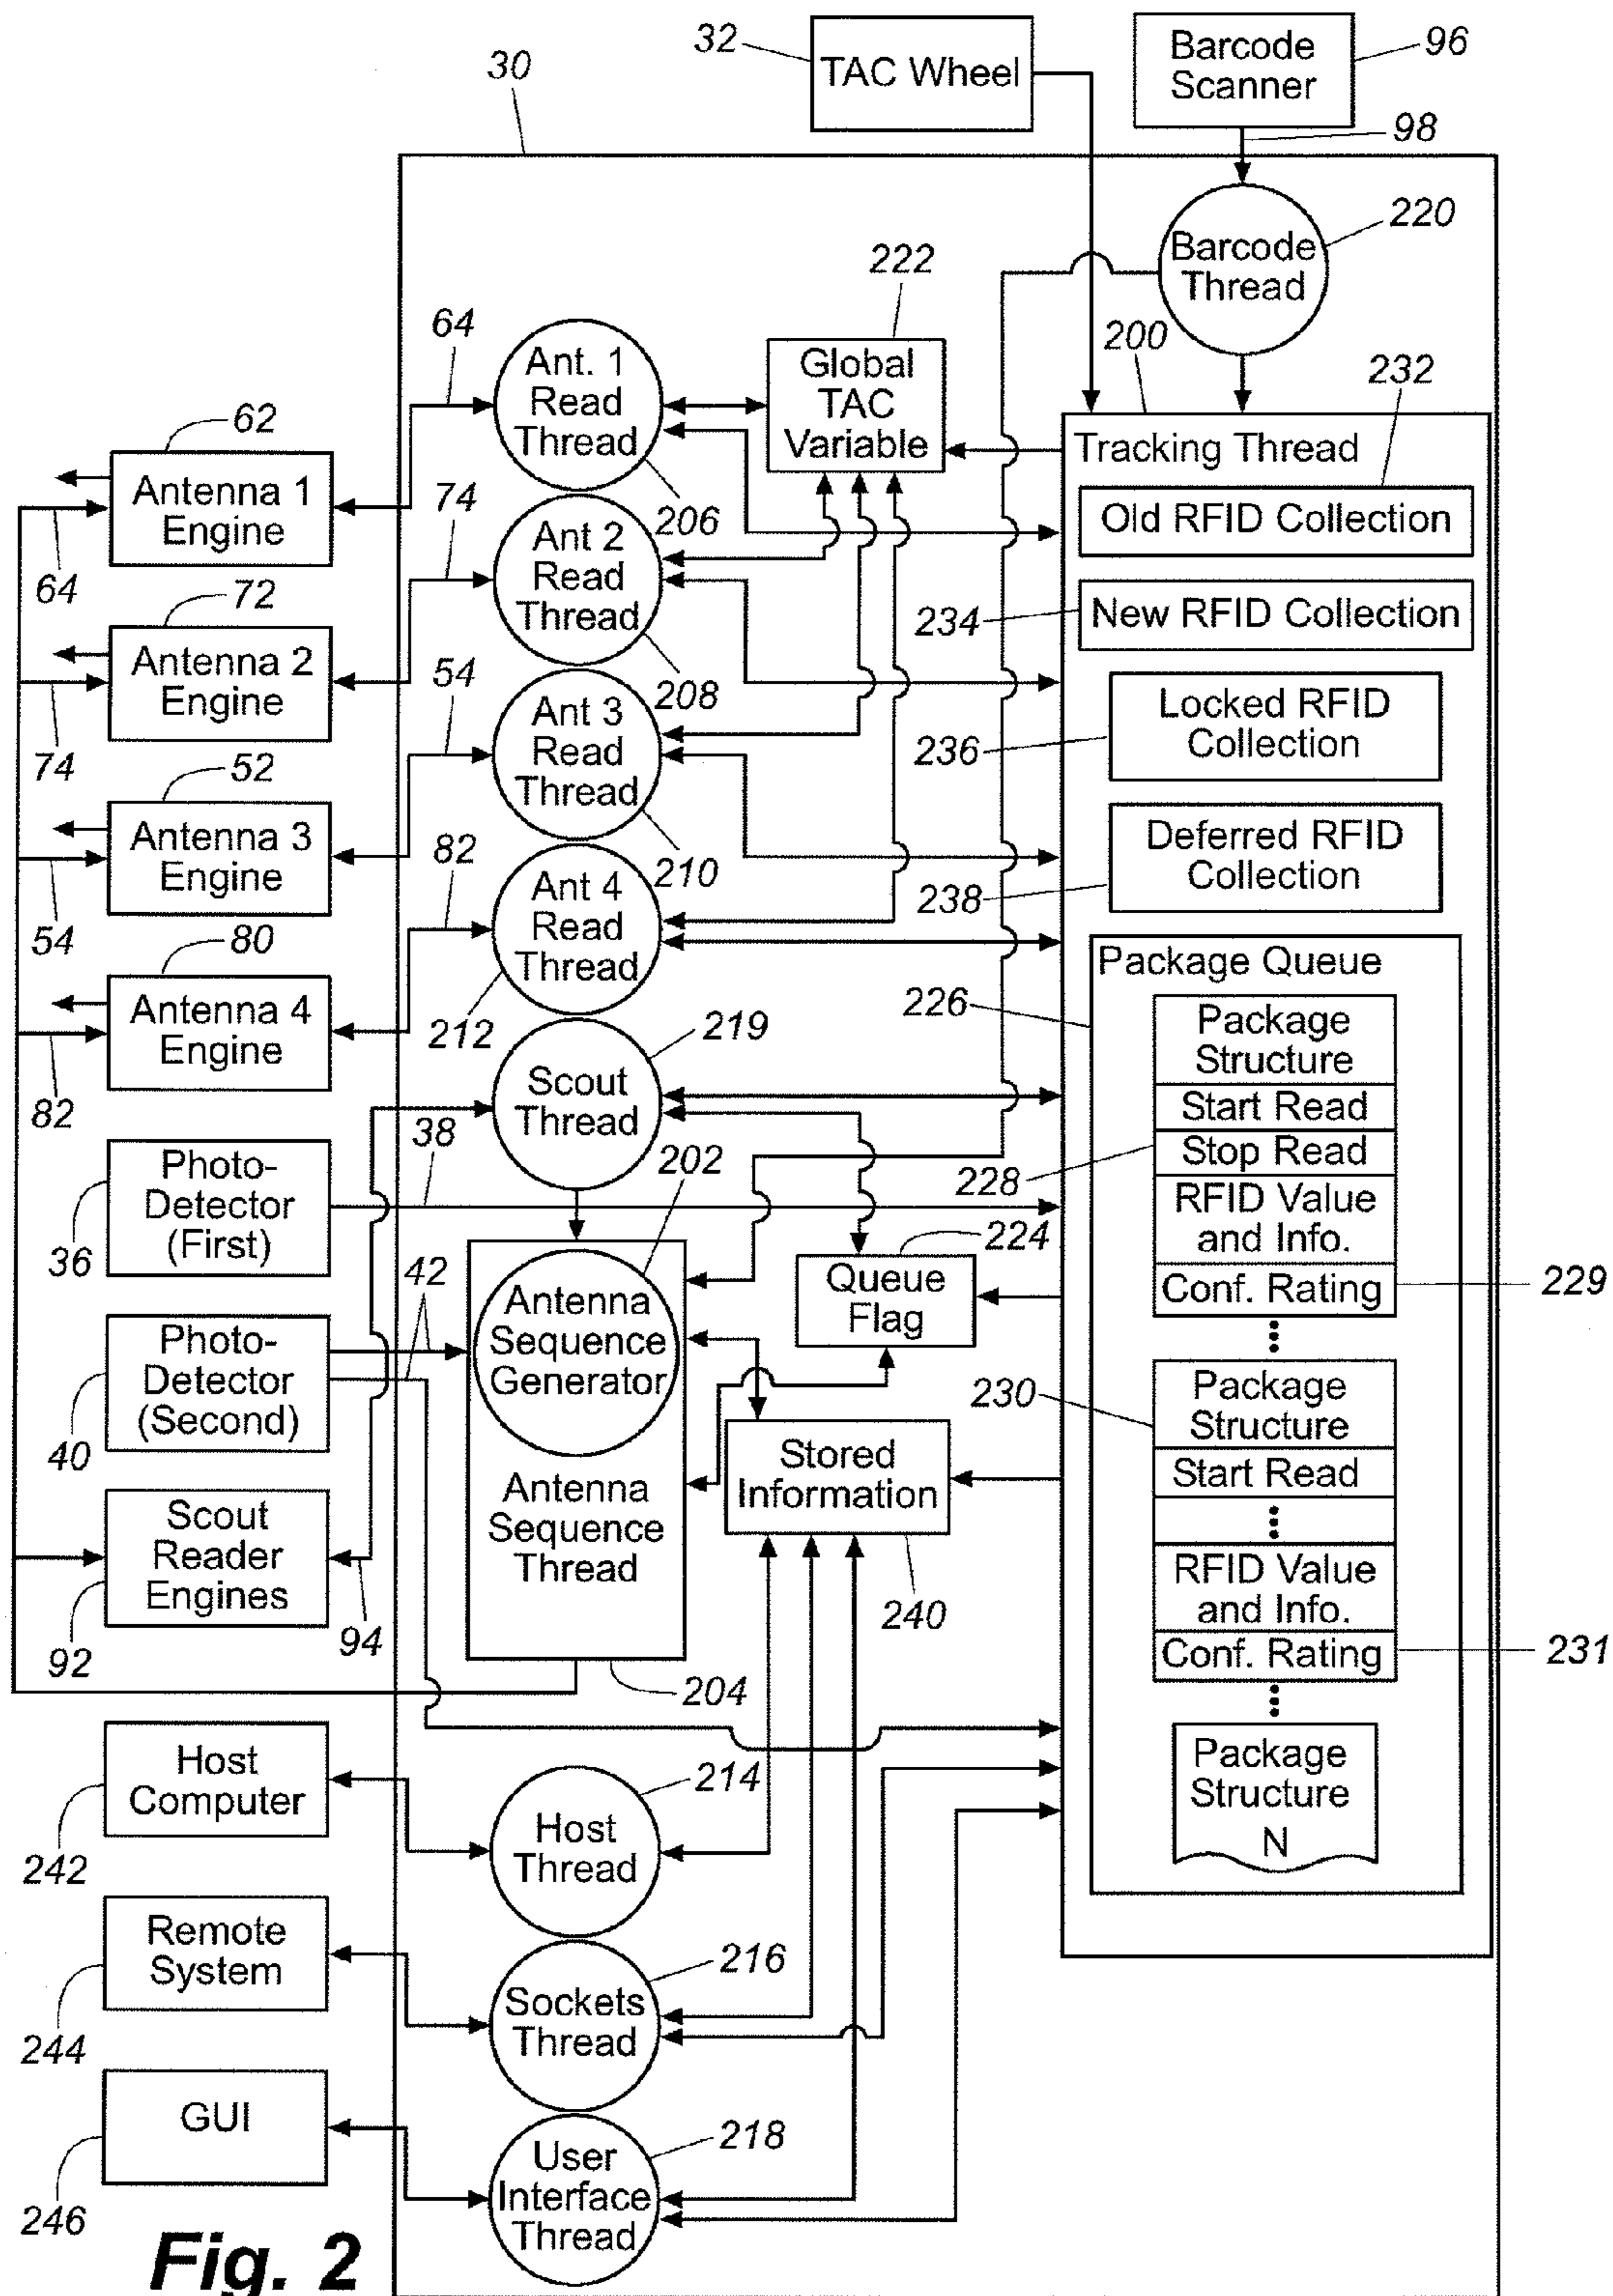 32
TAC Wheel
Barcode
Scanner
96
30
98
220
Barcode
Thread
222
200
232
64
Ant. 1
Read
Thread
Global
TAC
Variable
Tracking Thread
62
Antenna 1
Engine
64
206
Old RFID Collection
74
Ant 2
Read
Thread
72
Antenna 2
Engine
74
208
234
New RFID Collection
54
Ant 3
Read
Thread
Locked RFID
Collection
236
52
Antenna 3
Engine
54
210
Deferred RFID
Collection
238
82
Ant 4
Read
Thread
80
Antenna 4
Engine
82
212
Package Queue
226
Package
Structure
Start Read
Stop Read
228
RFID Value
and Info.
Conf. Rating
229
219
Scout
Thread
38
202
Photo-
Detector
(First)
36
224
Queue
Flag
42
Antenna
Sequence
Generator
Photo-
Detector
(Second)
40
230
Package
Structure
Start Read
Stored
Information
Antenna
Sequence
Thread
240
Scout
Reader
Engines
92
94
RFID Value
and Info.
Conf. Rating
231
204
Package
Structure
N
Host
Computer
242
214
Host
Thread
Remote
System
244
216
Sockets
Thread
GUI
246
218
User
Interface
Thread
Fig. 2